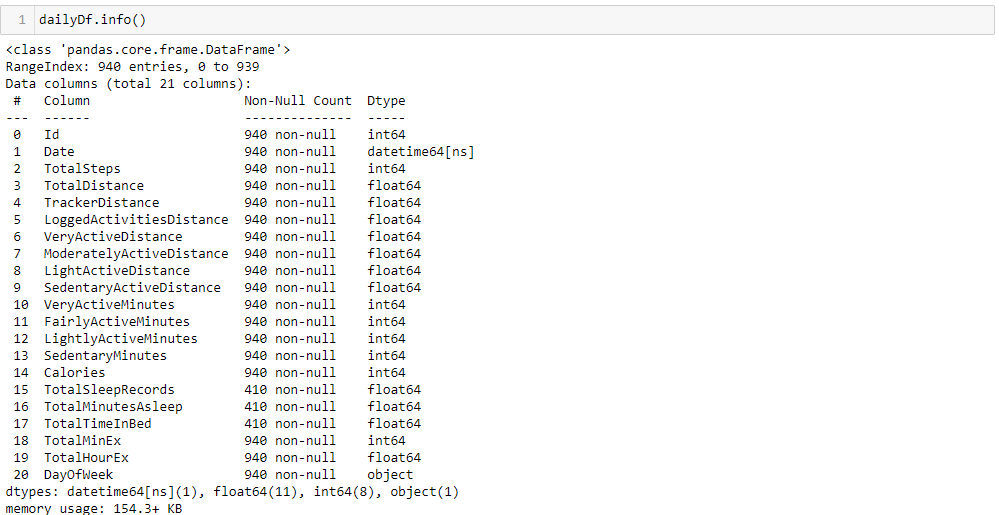 1 dailyDf.info()
<class 'pandas.core.frame.DataFrame'>
RangeIndex: 940 entries, 0 to 939
Data columns (total 21 columns):
 #   Column                    Non-Null Count  Dtype
---  ------                    --------------  -----
 0   Id                        940 non-null    int64
 1   Date                      940 non-null    datetime64[ns]
 2   TotalSteps                940 non-null    int64
 3   TotalDistance             940 non-null    float64
 4   TrackerDistance           940 non-null    float64
 5   LoggedActivitiesDistance  940 non-null    float64
 6   VeryActiveDistance        940 non-null    float64
 7   ModeratelyActiveDistance  940 non-null    float64
 8   LightActiveDistance       940 non-null    float64
 9   SedentaryActiveDistance   940 non-null    float64
 10  VeryActiveMinutes         940 non-null    int64
 11  FairlyActiveMinutes       940 non-null    int64
 12  LightlyActiveMinutes      940 non-null    int64
 13  SedentaryMinutes          940 non-null    int64
 14  Calories                  940 non-null    int64
 15  TotalSleepRecords         410 non-null    float64
 16  TotalMinutesAsleep        410 non-null    float64
 17  TotalTimeInBed            410 non-null    float64
 18  TotalMinEx                940 non-null    int64
 19  TotalHourEx               940 non-null    float64
 20  DayOfWeek                 940 non-null    object
dtypes: datetime64[ns](1), float64(11), int64(8), object(1)
memory usage: 154.3+ KB